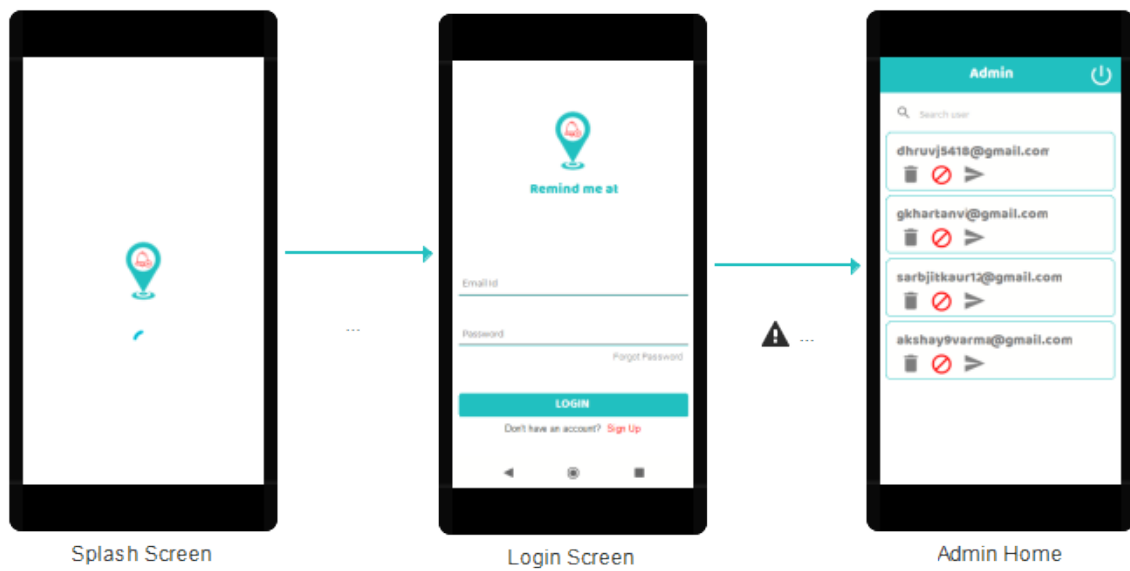 Remind me at
Email Id
Password
Forgot Password
LOGIN
Don't have an account? Sign Up
Admin
Search user
dhruvj5418@gmail.com
gkhartanvi@gmail.com
sarbjitkaur12@gmail.com
akshay9varma@gmail.com
...
...
Splash Screen
Login Screen
Admin Home